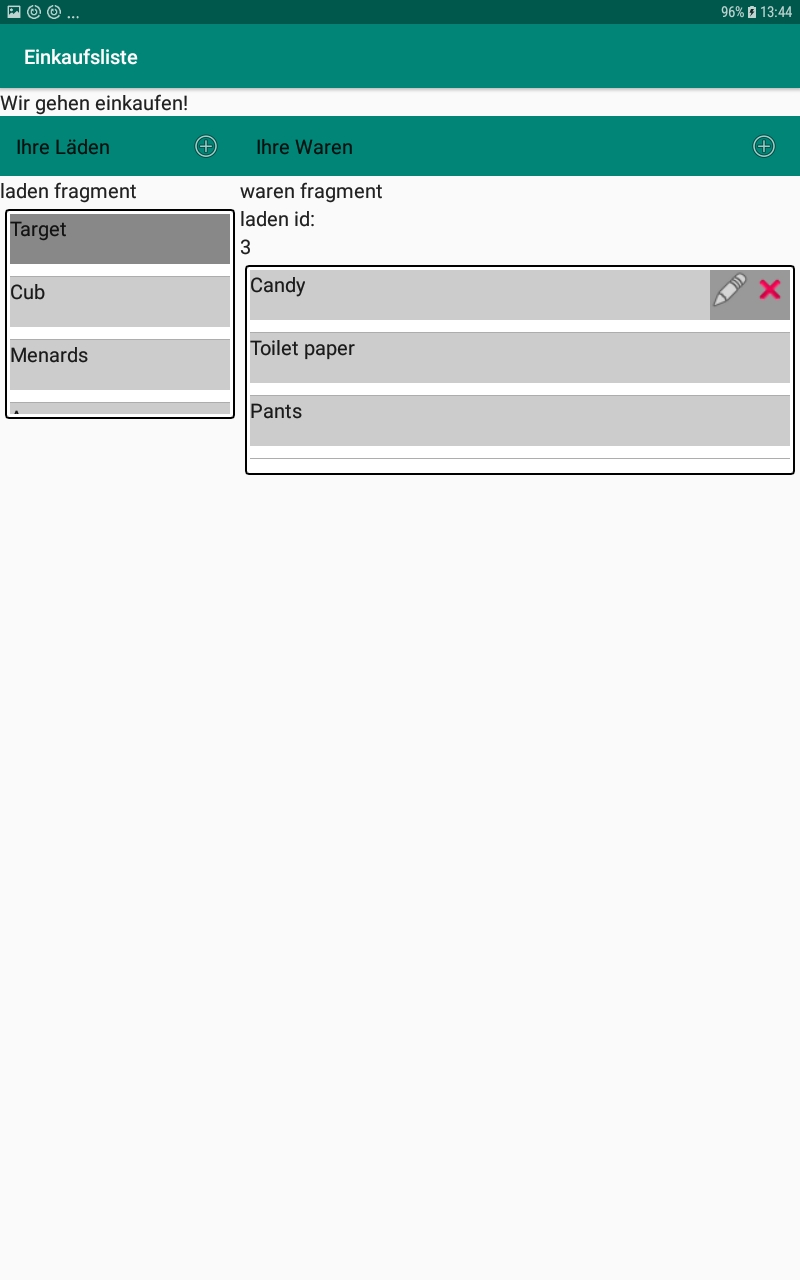 ... 96% 13:44
Einkaufsliste
Wir gehen einkaufen!
Ihre Läden
Ihre Waren
laden fragment
Target
Cub
Menards
waren fragment
laden id:
3
Candy
Toilet paper
Pants